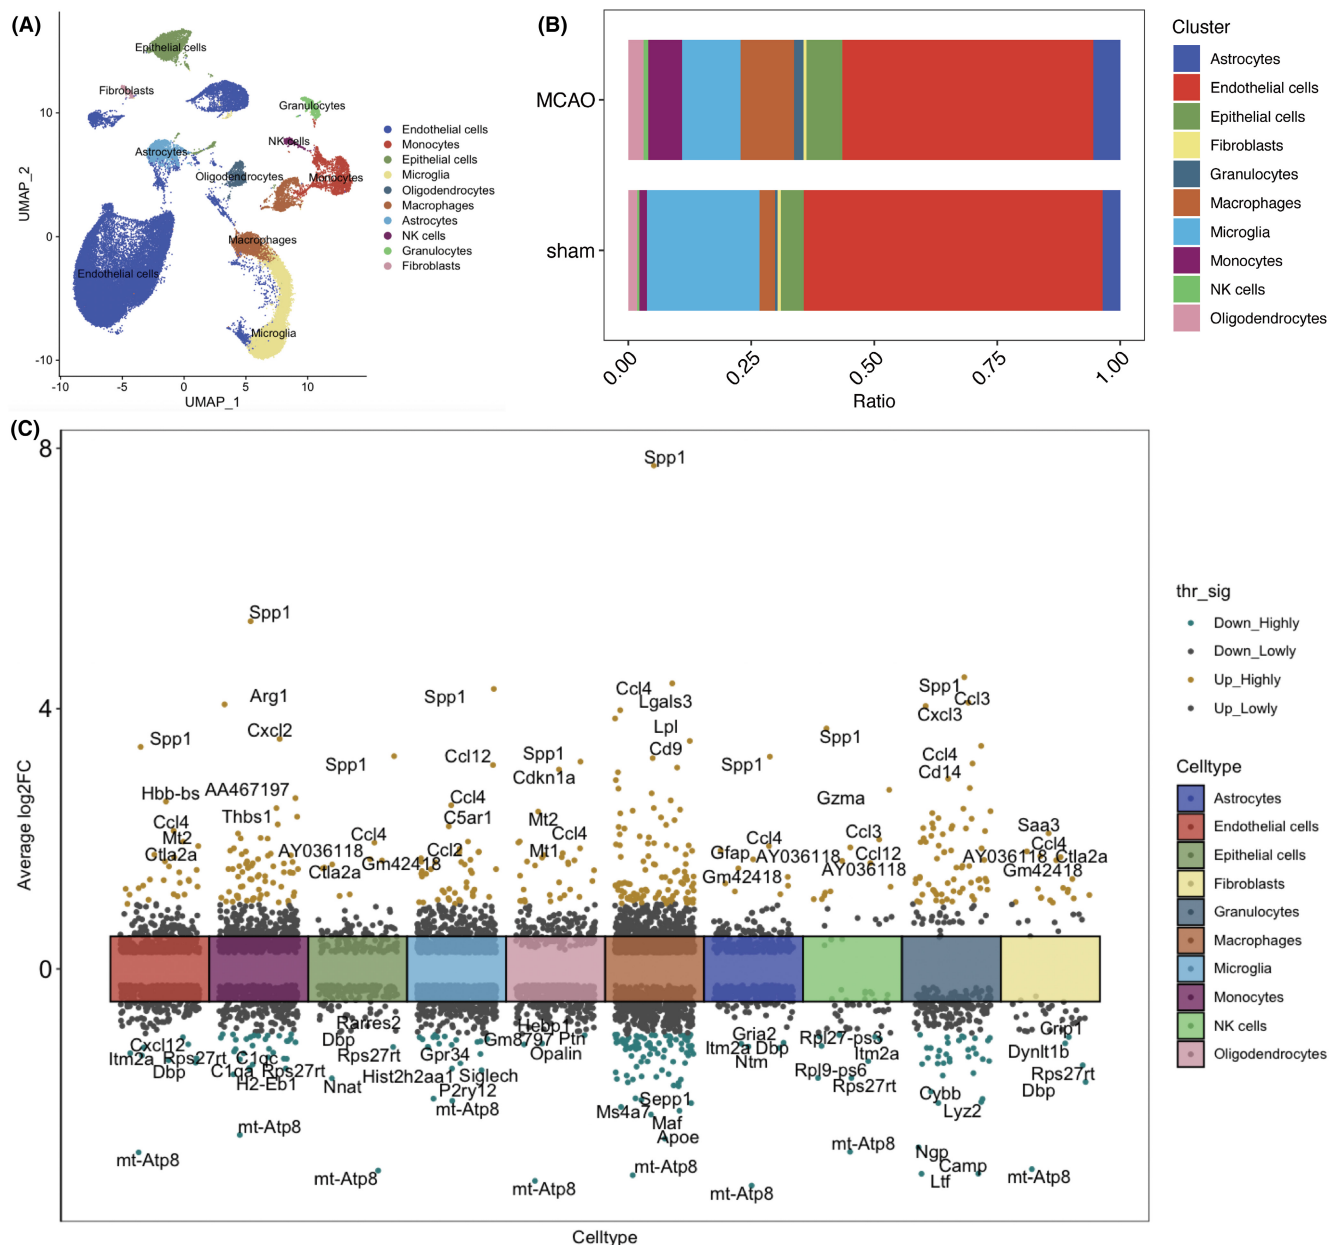 (A)
Epithelial cells
Fibroblasts
Granulocytes
NK cells
Astrocytes
Oligodendrocytes
Monocytes
Macrophages
Endothelial cells
Microglia
10
0
-10
-10
-5
0
5
10
UMAP_1
UMAP_2
Endothelial cells
Monocytes
Epithelial cells
Microglia
Oligodendrocytes
Macrophages
Astrocytes
NK cells
Granulocytes
Fibroblasts
(B)
MCAO
sham
0.00
0.25
0.50
0.75
1.00
Ratio
Cluster
Astrocytes
Endothelial cells
Epithelial cells
Fibroblasts
Granulocytes
Macrophages
Microglia
Monocytes
NK cells
Oligodendrocytes
(C)
8
4
0
Average log2FC
Celltype
Spp1
Hbb-bs
Ccl4
Mt2
Ctla2a
Cxcl12
Itm2a
Rps27rt
Dbp
mt-Atp8
Spp1
Arg1
Cxcl2
AA467197
Thbs1
C1qc
C1qa
Rps27rt
H2-Eb1
mt-Atp8
Spp1
Ccl4
AY036118
Gm42418
Ctla2a
Rarres2
Dbp
Rps27rt
Nnat
mt-Atp8
Spp1
Ccl12
Ccl4
C5ar1
Ccl2
Gpr34
Hist2h2aa1
Siglech
P2ry12
mt-Atp8
Spp1
Cdkn1a
Mt2
Ccl4
Mt1
Hebp1
Gm8797
Ptn
Opalin
mt-Atp8
Spp1
Ccl4
Lgals3
Lpl
Cd9
Sepp1
Ms4a7
Maf
Apoe
mt-Atp8
Spp1
Ccl4
Gfap
AY036118
Gm42418
Gria2
Itm2a
Dbp
Ntm
mt-Atp8
Spp1
Gzma
Ccl3
Ccl12
AY036118
Rpl27-ps3
Itm2a
Rpl9-ps6
Rps27rt
mt-Atp8
Spp1
Ccl3
Cxcl3
Ccl4
Cd14
Cybb
Lyz2
Ngp
Camp
Ltf
Saa3
Ccl4
AY036118
Ctla2a
Gm42418
Grip1
Dynlt1b
Rps27rt
Dbp
mt-Atp8
thr_sig
Down_Highly
Down_Lowly
Up_Highly
Up_Lowly
Celltype
Astrocytes
Endothelial cells
Epithelial cells
Fibroblasts
Granulocytes
Macrophages
Microglia
Monocytes
NK cells
Oligodendrocytes